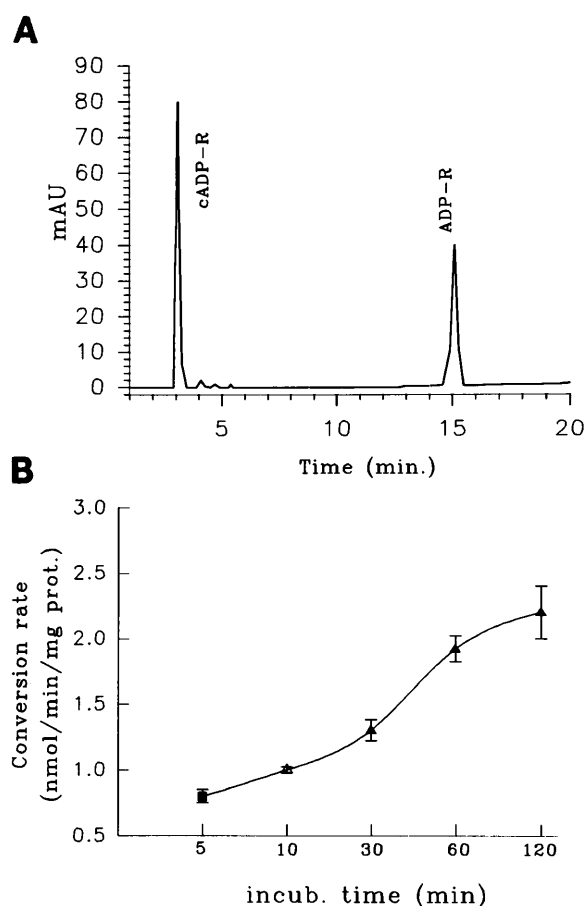 A
90
80
70
60
50
40
30
20
10
0
mAU
cADP-R
ADP-R
5
10
15
20
Time (min.)
B
3.0
2.5
2.0
1.5
1.0
0.5
Conversion rate
(nmol/min/mg prot.)
5
10
30
60
120
incub. time (min)